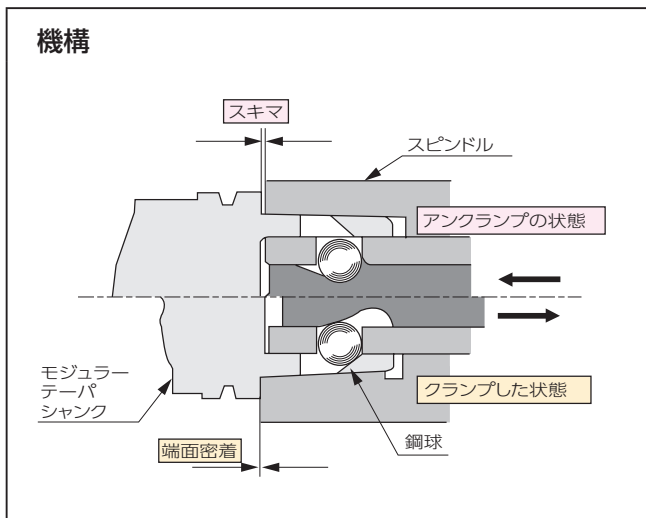 機構
スキマ
スピンドル
アンクランプの状態
モジュラー
テーパ
シャンク
クランプした状態
鋼球
端面密着